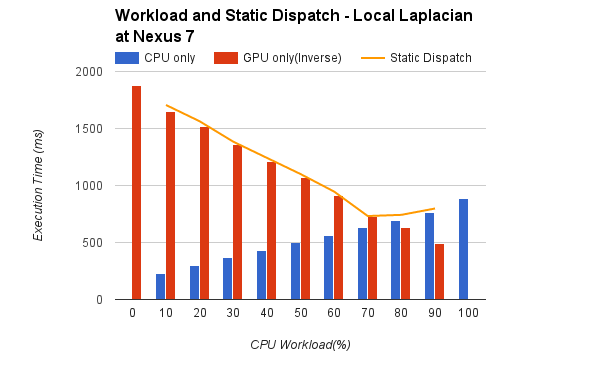 Workload and Static Dispatch - Local Laplacian
at Nexus 7
CPU only GPU only(Inverse) Static Dispatch
2000
1500
1000
500
0
Execution Time (ms)
0 10 20 30 40 50 60 70 80 90 100
CPU Workload(%)